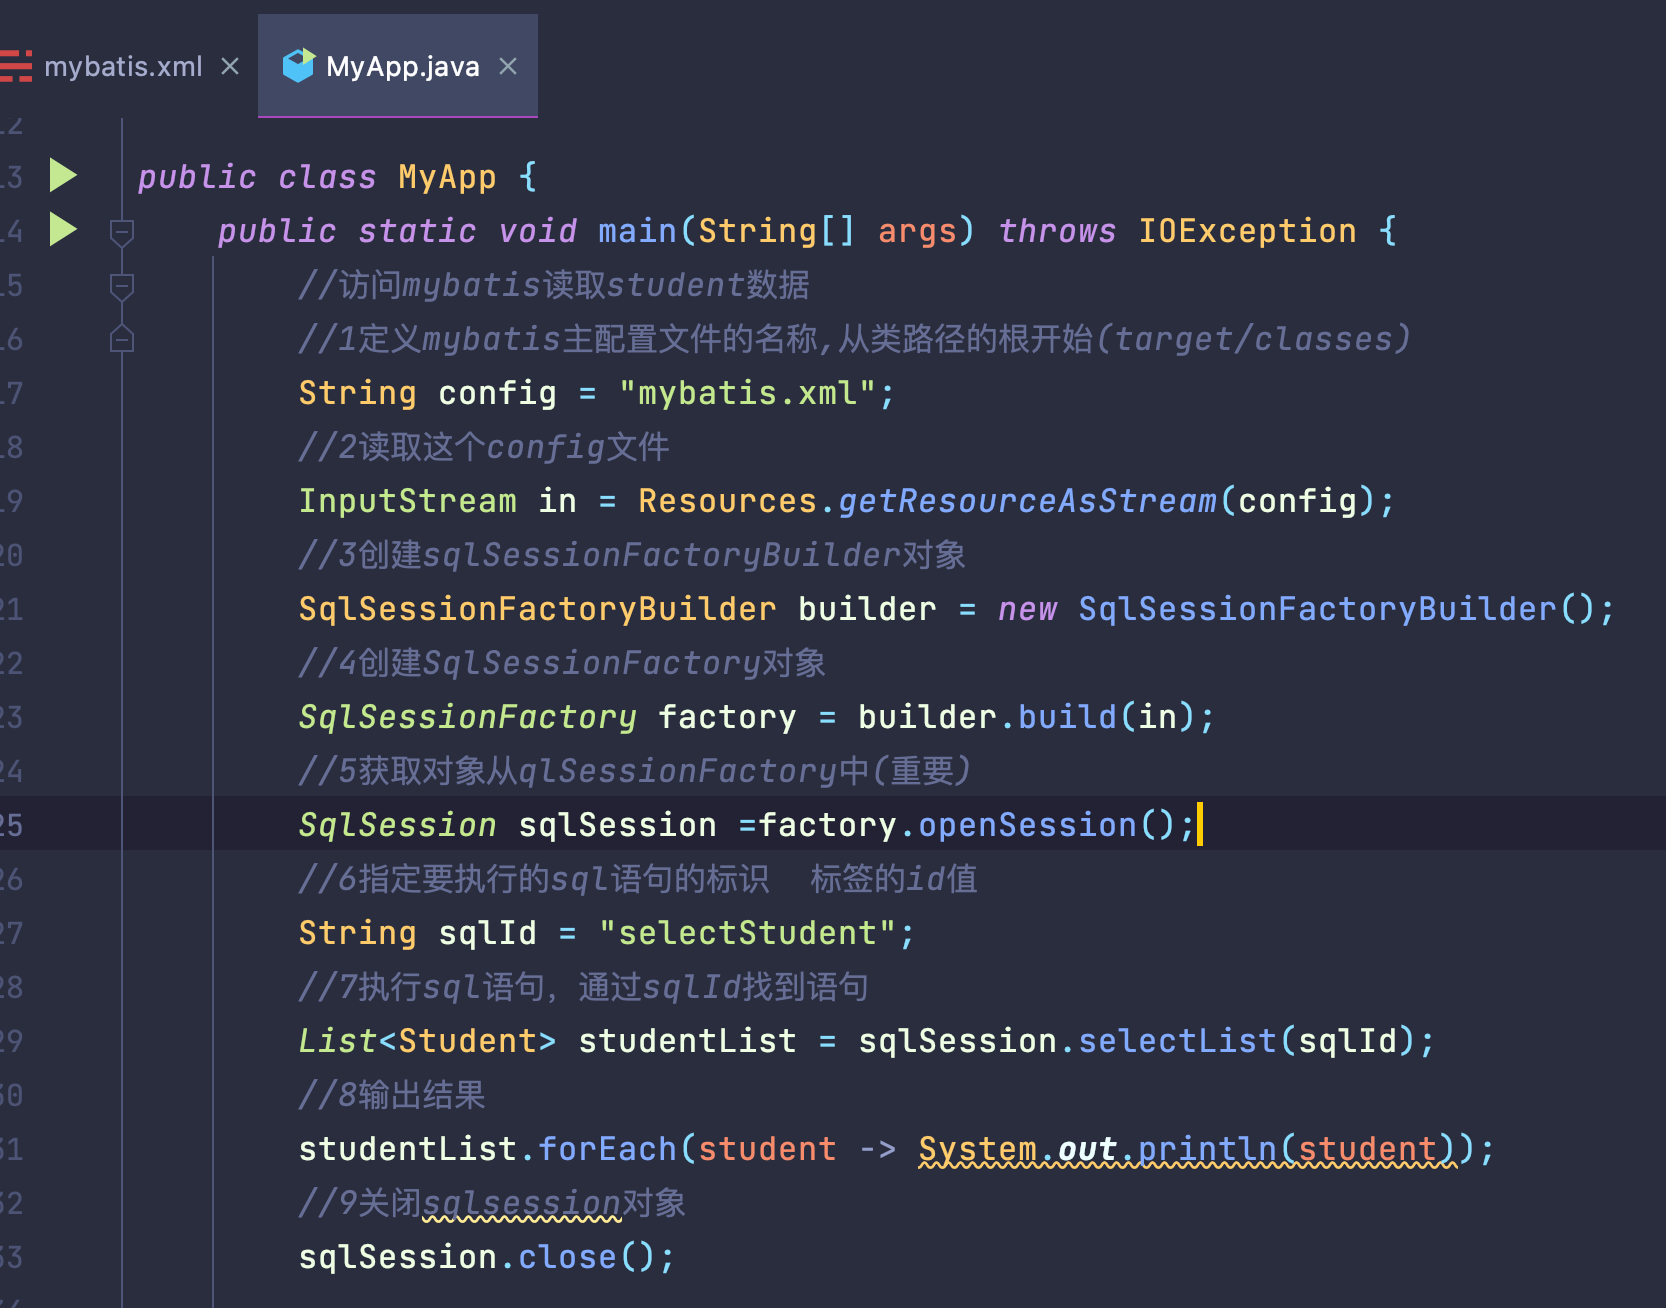 mybatis.xml × MyApp.java ×
12
13 public class MyApp {
14 public static void main(String[] args) throws IOException {
15 //访问mybatis读取student数据
16 //1定义mybatis主配置文件的名称,从类路径的根开始(target/classes)
17 String config = "mybatis.xml";
18 //2读取这个config文件
19 InputStream in = Resources.getResourceAsStream(config);
20 //3创建sqlSessionFactoryBuilder对象
21 SqlSessionFactoryBuilder builder = new SqlSessionFactoryBuilder();
22 //4创建SqlSessionFactory对象
23 SqlSessionFactory factory = builder.build(in);
24 //5获取对象从qlSessionFactory中(重要)
25 SqlSession sqlSession =factory.openSession();
26 //6指定要执行的sql语句的标识  标签的id值
27 String sqlId = "selectStudent";
28 //7执行sql语句，通过sqlId找到语句
29 List<Student> studentList = sqlSession.selectList(sqlId);
30 //8输出结果
31 studentList.forEach(student -> System.out.println(student));
32 //9关闭sqlsession对象
33 sqlSession.close();